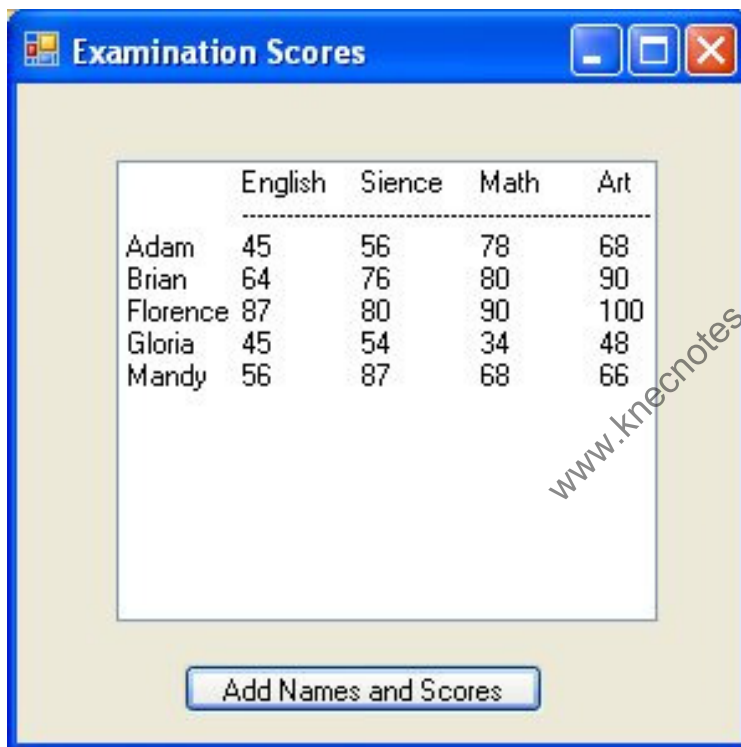 Examination Scores
English Sience Math Art
--------------------------------------------------
Adam 45 56 78 68
Brian 64 76 80 90
Florence 87 80 90 100
Gloria 45 54 34 48
Mandy 56 87 68 66
www.knecnotes
Add Names and Scores